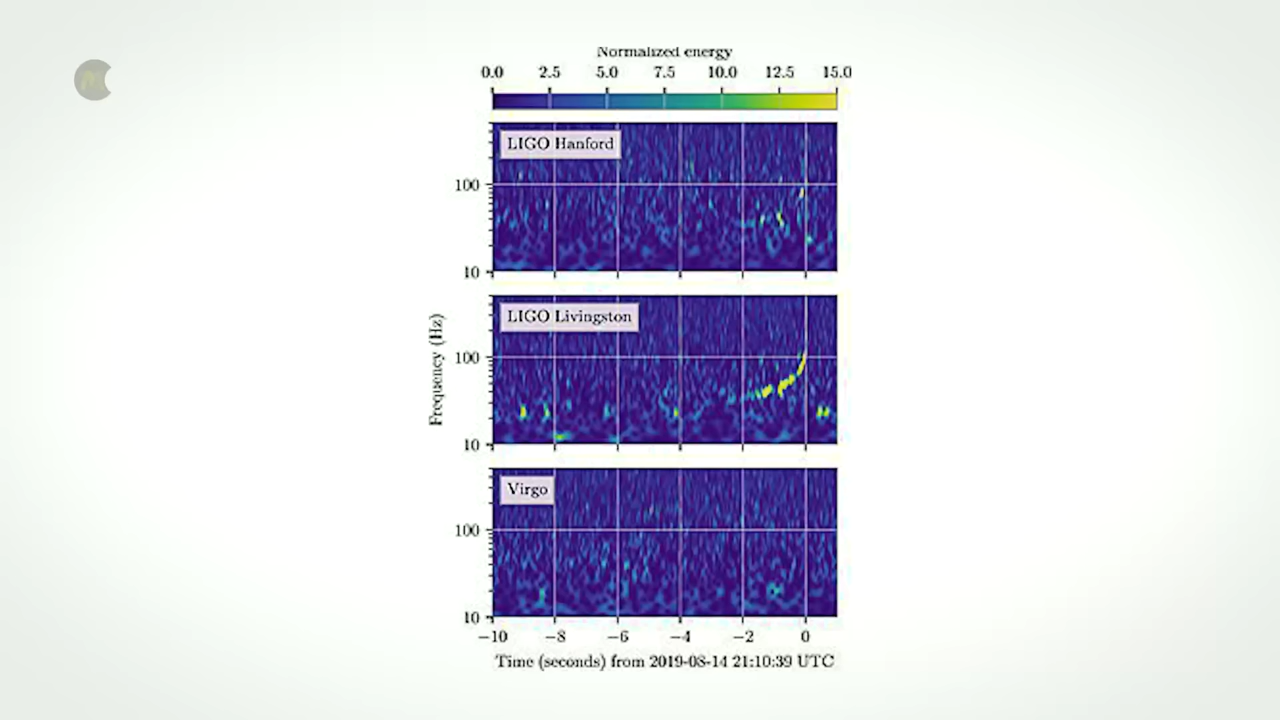 Normalized energy
0.0 2.5 5.0 7.5 10.0 12.5 15.0
LIGO Hanford
100
10
LIGO Livingston
100
10
Frequency (Hz)
Virgo
100
10
−10 −8 −6 −4 −2 0
Time (seconds) from 2019-08-14 21:10:39 UTC